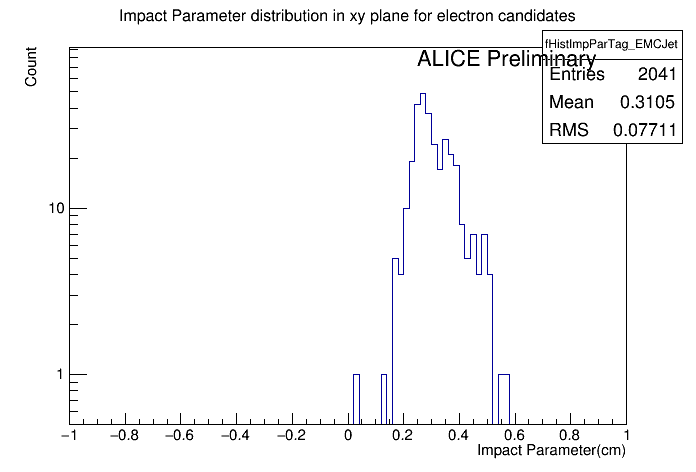 Impact Parameter distribution in xy plane for electron candidates
Count
ALICE Preliminary
fHistImpParTag_EMCJet
Entries 2041
Mean 0.3105
RMS 0.07711
10
1
−1 −0.8 −0.6 −0.4 −0.2 0 0.2 0.4 0.6 0.8 1
Impact Parameter(cm)